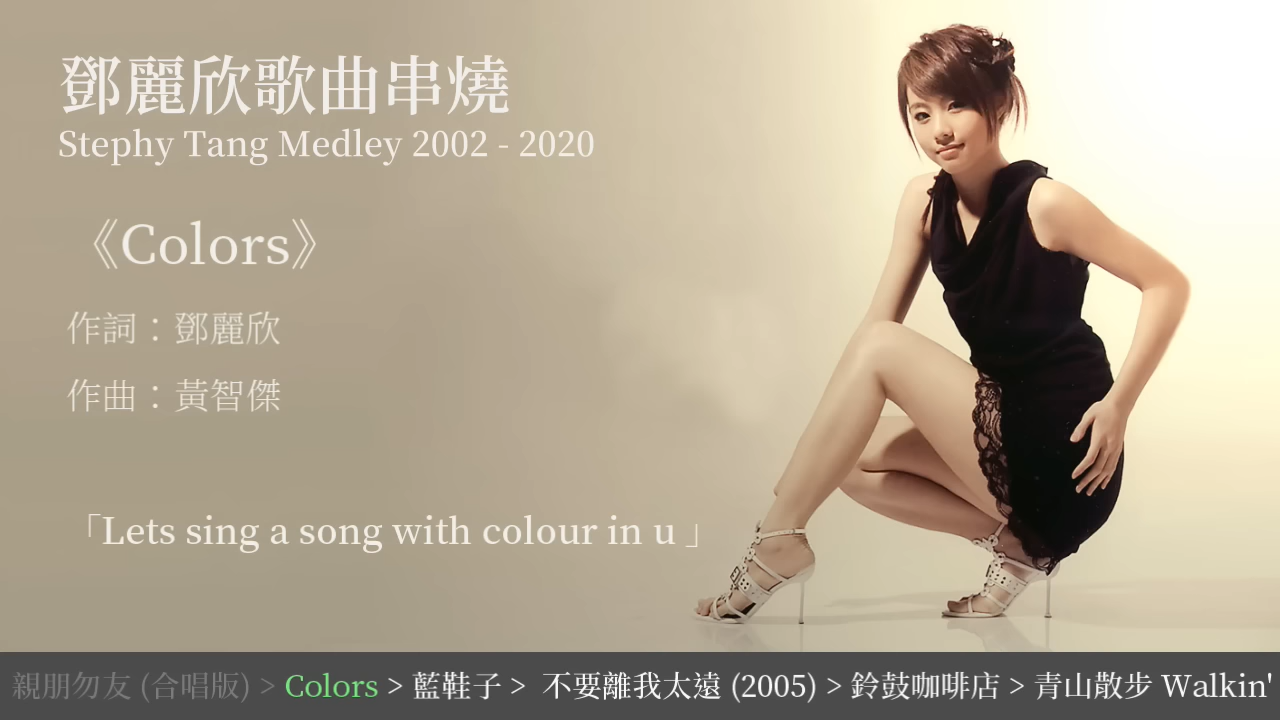 鄧麗欣歌曲串燒
Stephy Tang Medley 2002 - 2020
《Colors》
作詞：鄧麗欣
作曲：黃智傑
「Lets sing a song with colour in u 」
親朋勿友 (合唱版) > Colors > 藍鞋子 > 不要離我太遠 (2005) > 鈴鼓咖啡店 > 青山散步 Walkin'